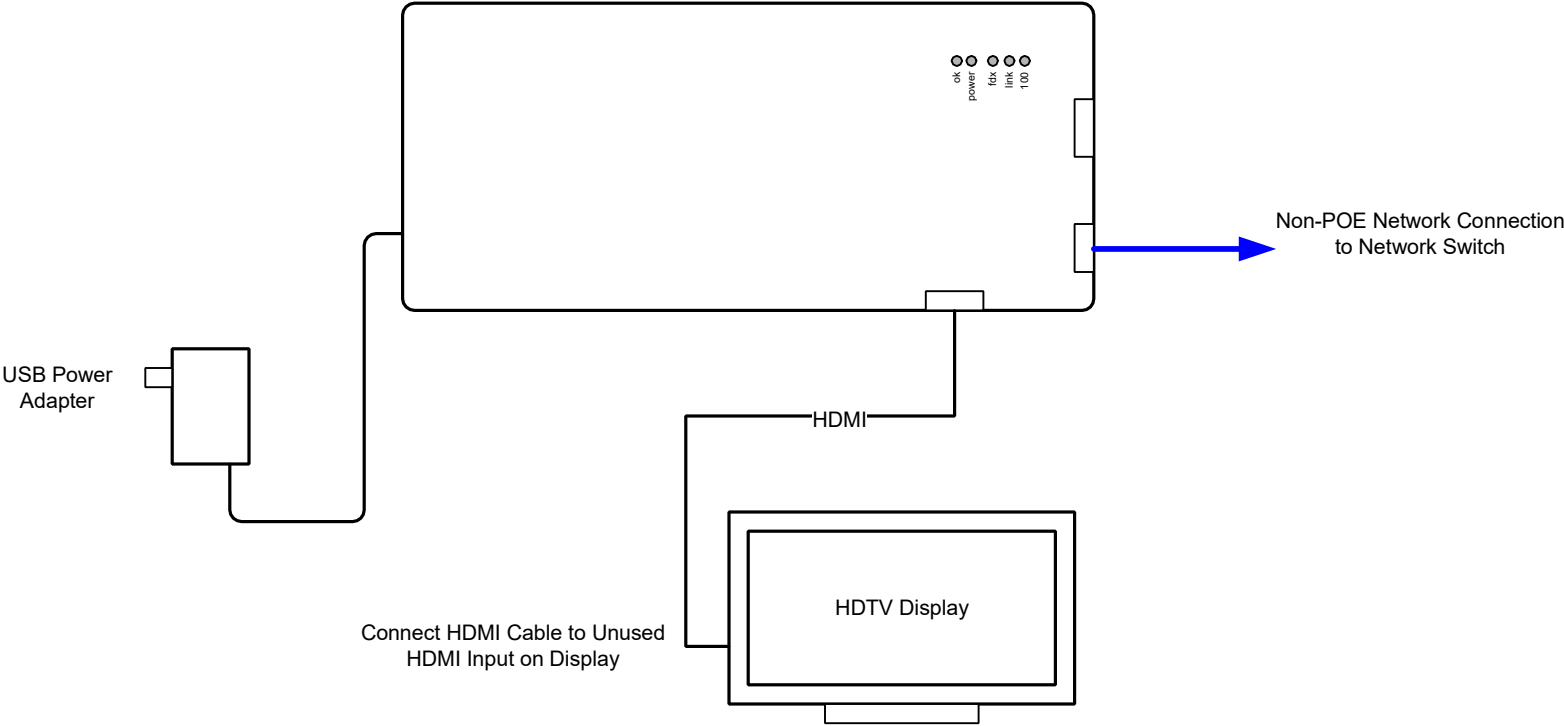 ok
power
fdx
link
100
Non-POE Network Connection
to Network Switch
USB Power
Adapter
HDMI
HDTV Display
Connect HDMI Cable to Unused
HDMI Input on Display